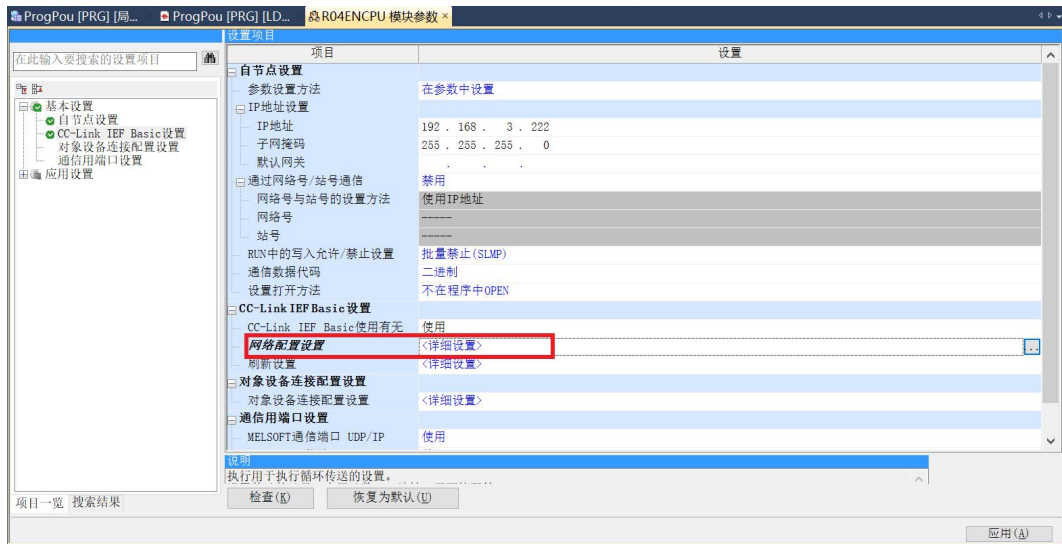 ProgPou [PRG] [局...
ProgPou [PRG] [LD...
R04ENCPU 模块参数 ×
设置项目
在此输入要搜索的设置项目
项目 设置
基本设置
自节点设置
CC-Link IEF Basic设置
对象设备连接配置设置
通信用端口设置
应用设置
自节点设置
参数设置方法 在参数中设置
IP地址设置
IP地址 192 . 168 . 3 . 222
子网掩码 255 . 255 . 255 . 0
默认网关 . . .
通过网络号/站号通信 禁用
网络号与站号的设置方法 使用IP地址
网络号 -----
站号 -----
RUN中的写入允许/禁止设置 批量禁止(SLMP)
通信数据代码 二进制
设置打开方法 不在程序中OPEN
CC-Link IEF Basic设置
CC-Link IEF Basic使用有无 使用
网络配置设置 <详细设置>
刷新设置 <详细设置>
对象设备连接配置设置
对象设备连接配置设置 <详细设置>
通信用端口设置
MELSOFT通信端口 UDP/IP 使用
说明
执行用于执行循环传送的设置。
检查(K) 恢复为默认(U)
项目一览 搜索结果
应用(A)